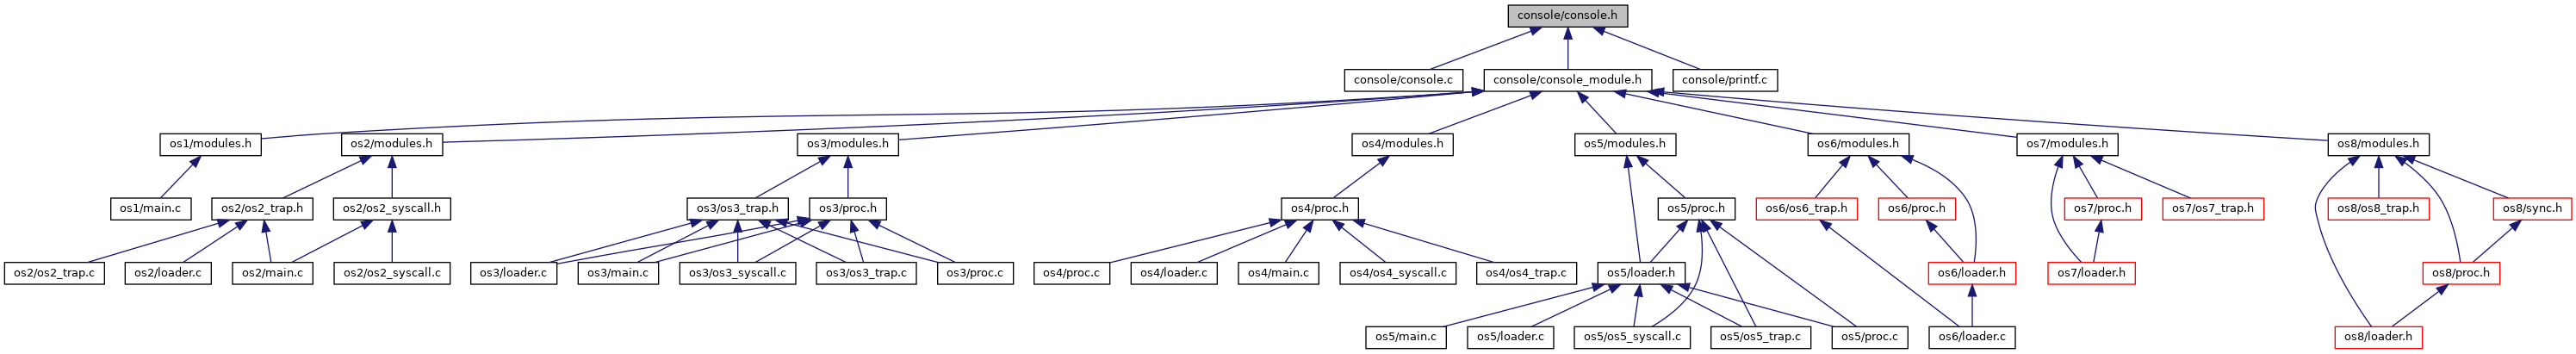 console/console.h
console/console.c
console/console_module.h
console/printf.c
os1/modules.h
os2/modules.h
os3/modules.h
os4/modules.h
os5/modules.h
os6/modules.h
os7/modules.h
os8/modules.h
os1/main.c
os2/os2_trap.h
os2/os2_syscall.h
os3/os3_trap.h
os3/proc.h
os4/proc.h
os5/proc.h
os6/os6_trap.h
os6/proc.h
os7/proc.h
os7/os7_trap.h
os8/os8_trap.h
os8/sync.h
os2/os2_trap.c
os2/loader.c
os2/main.c
os2/os2_syscall.c
os3/loader.c
os3/main.c
os3/os3_syscall.c
os3/os3_trap.c
os3/proc.c
os4/proc.c
os4/loader.c
os4/main.c
os4/os4_syscall.c
os4/os4_trap.c
os5/loader.h
os6/loader.h
os7/loader.h
os8/proc.h
os5/main.c
os5/loader.c
os5/os5_syscall.c
os5/os5_trap.c
os5/proc.c
os6/loader.c
os8/loader.h